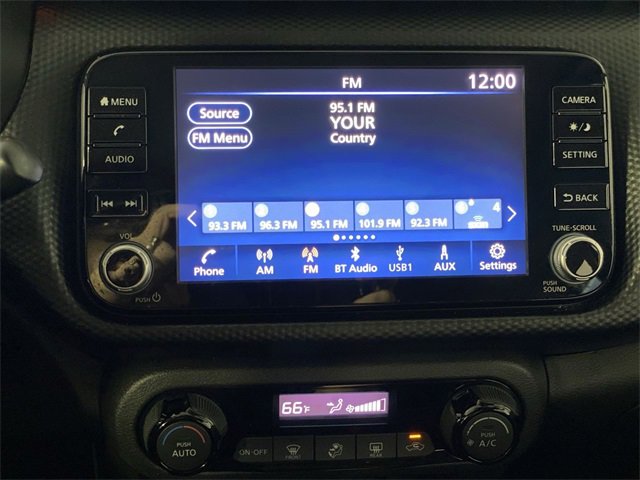 FM 12:00
MENU
AUDIO
VOL
PUSH
Source
FM Menu
95.1 FM
YOUR
Country
93.3 FM 96.3 FM 95.1 FM 101.9 FM 92.3 FM 4
Phone AM FM BT Audio USB1 AUX Settings
CAMERA
SETTING
BACK
TUNE·SCROLL
PUSH
SOUND
66°F
PUSH
AUTO
ON·OFF
FRONT
REAR
PUSH
A/C